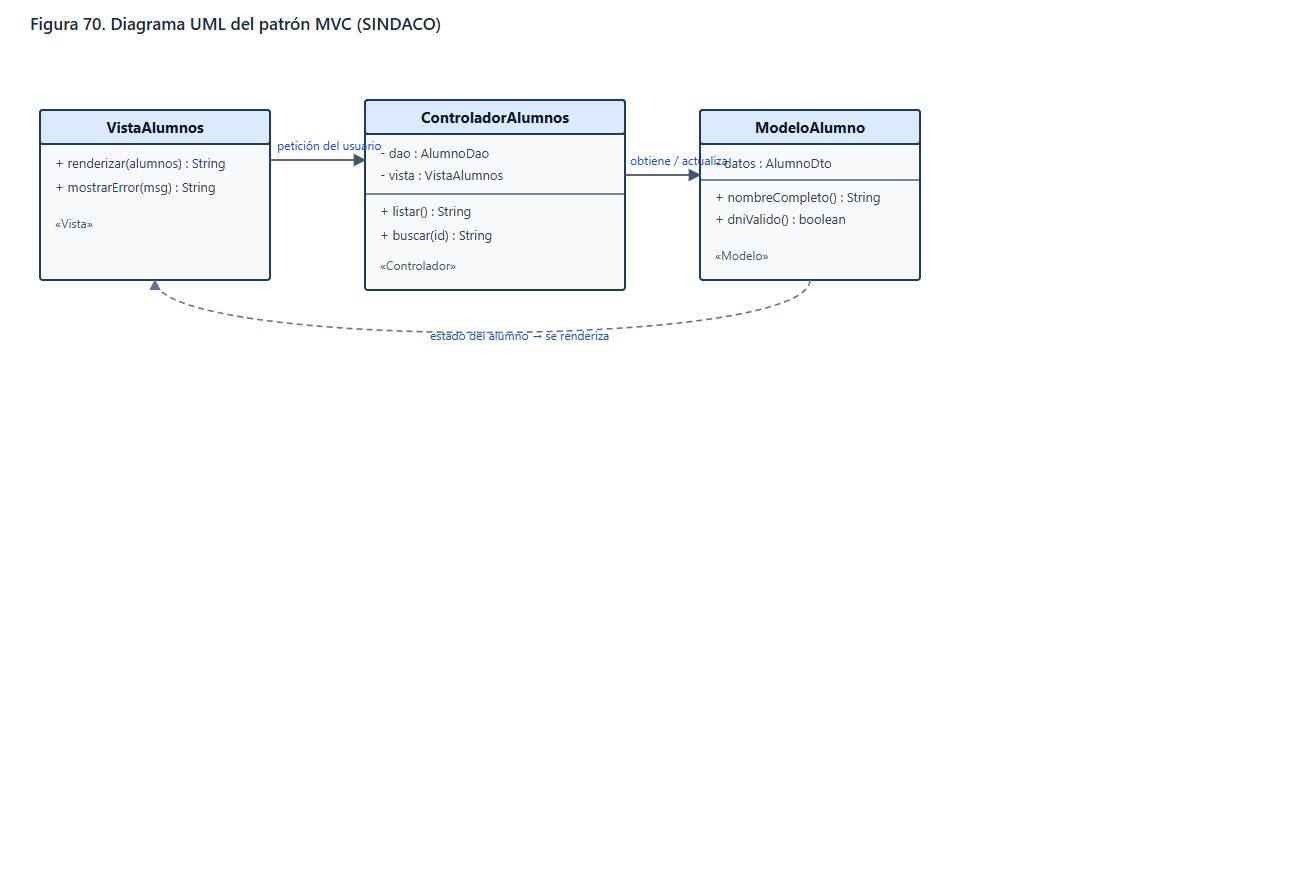 Figura 70. Diagrama UML del patrón MVC (SINDACO)
VistaAlumnos
+ renderizar(alumnos) : String
+ mostrarError(msg) : String
«Vista»
petición del usuario
ControladorAlumnos
- dao : AlumnoDao
- vista : VistaAlumnos
+ listar() : String
+ buscar(id) : String
«Controlador»
obtiene / actualiza
ModeloAlumno
- datos : AlumnoDto
+ nombreCompleto() : String
+ dniValido() : boolean
«Modelo»
estado del alumno → se renderiza